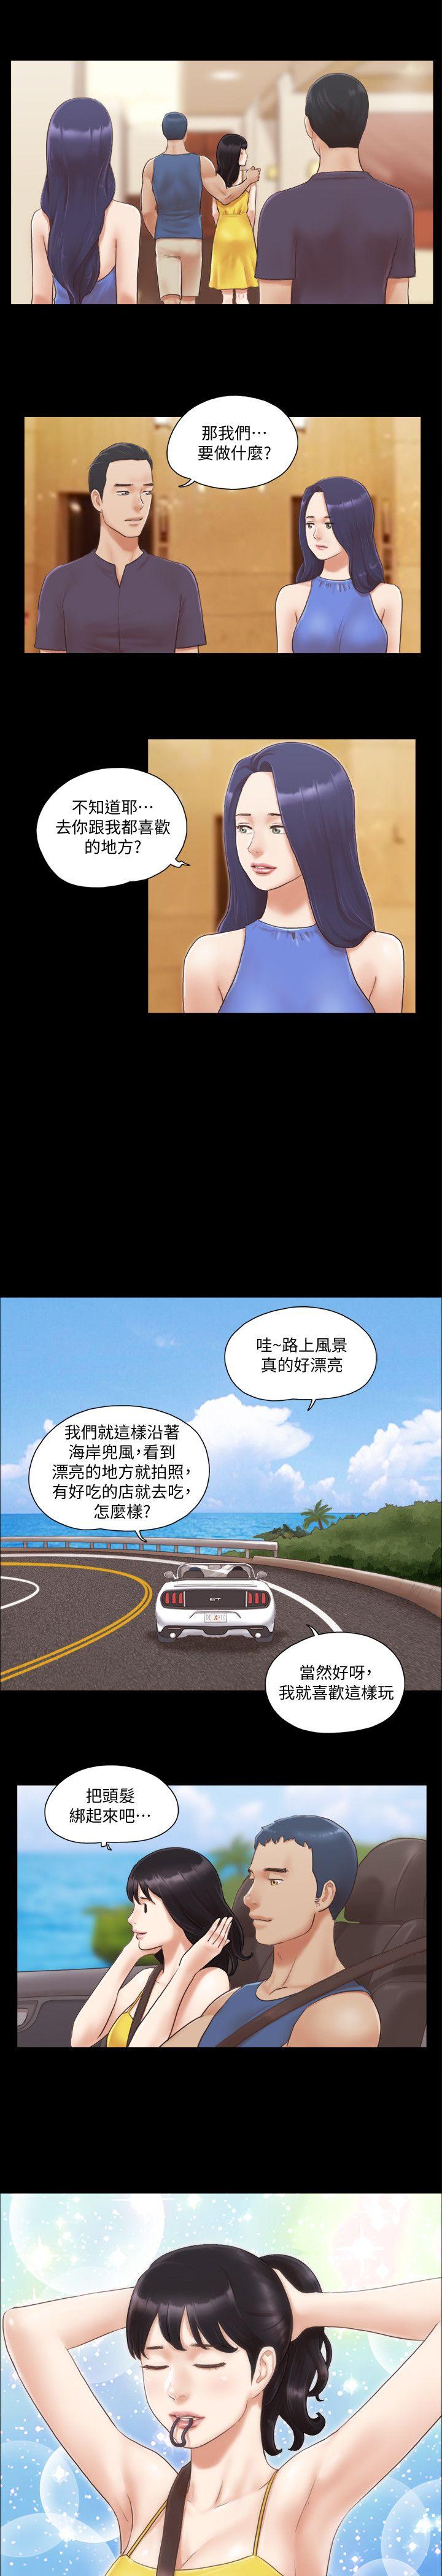 那我們⋯
要做什麼?
不知道耶⋯
去你跟我都喜歡
的地方?
哇~路上風景
真的好漂亮
我們就這樣沿著
海岸兜風,看到
漂亮的地方就拍照,
有好吃的店就去吃,
怎麼樣?
GT
當然好呀,
我就喜歡這樣玩
把頭髮
綁起來吧⋯